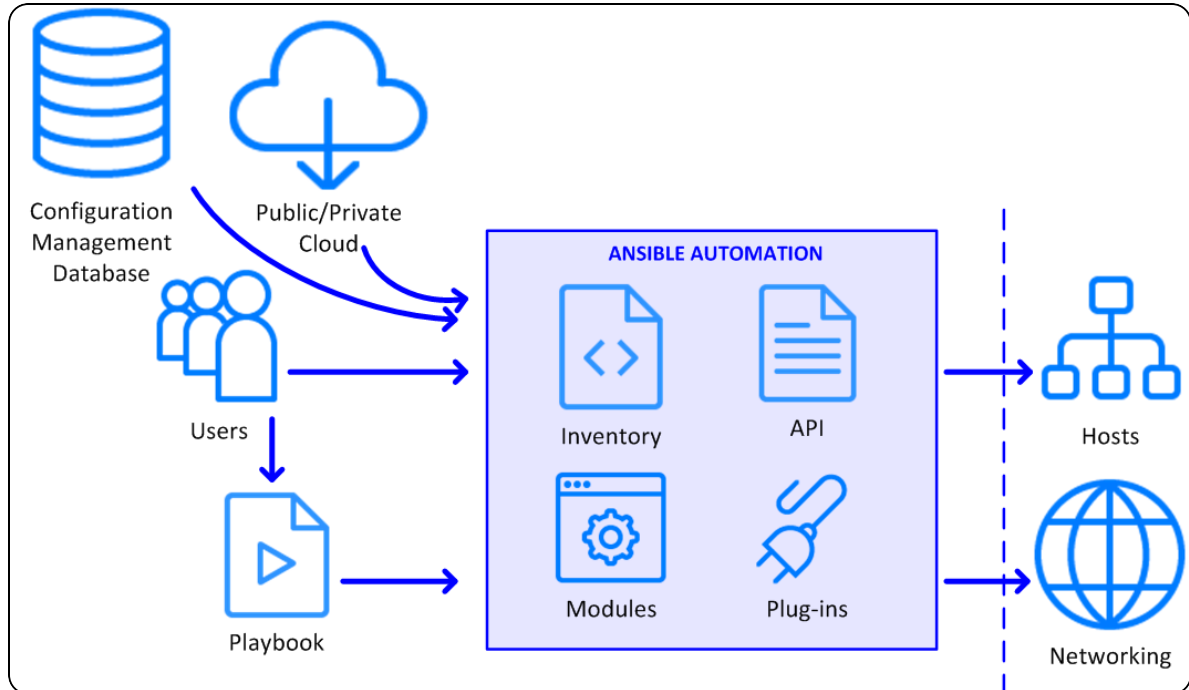 Configuration
Management
Database
Public/Private
Cloud
Users
Playbook
ANSIBLE AUTOMATION
Inventory
API
Modules
Plug-ins
Hosts
Networking